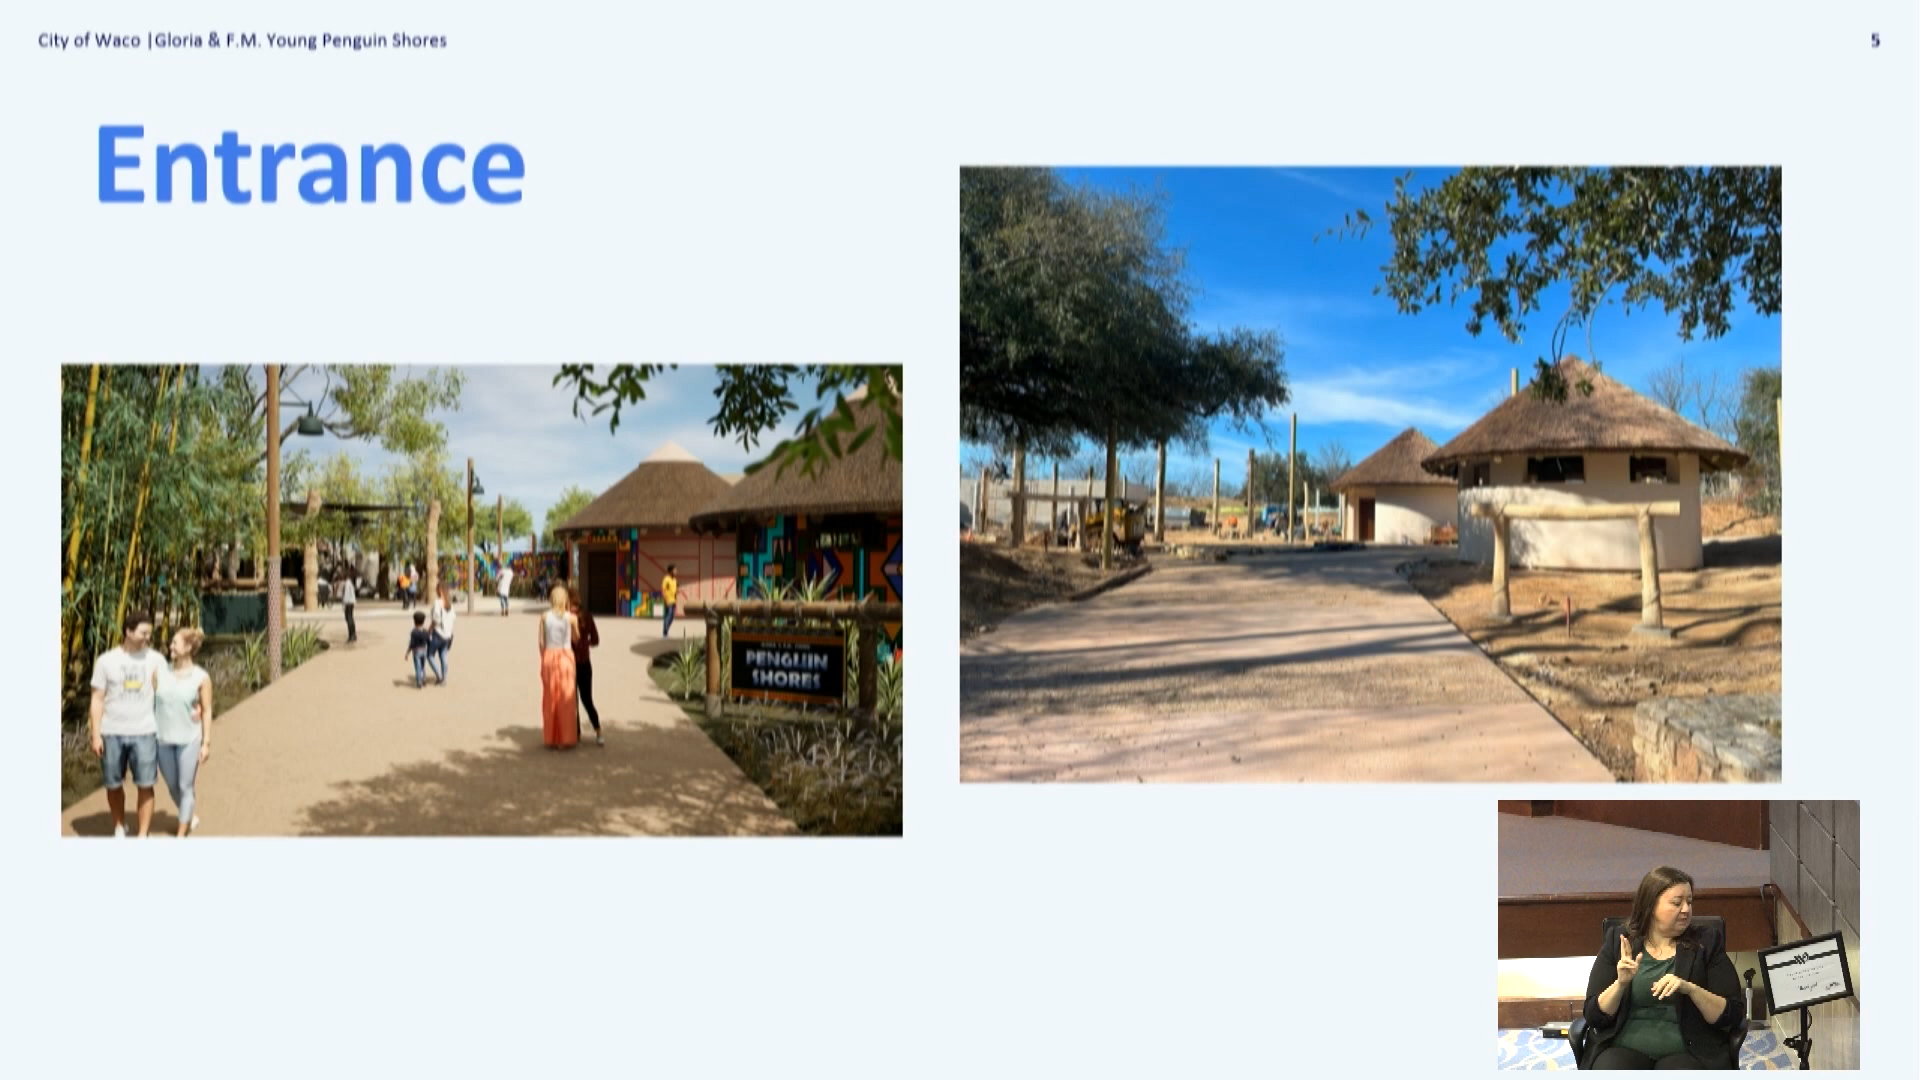 City of Waco |Gloria & F.M. Young Penguin Shores
5
Entrance
PENGUIN
SHORES